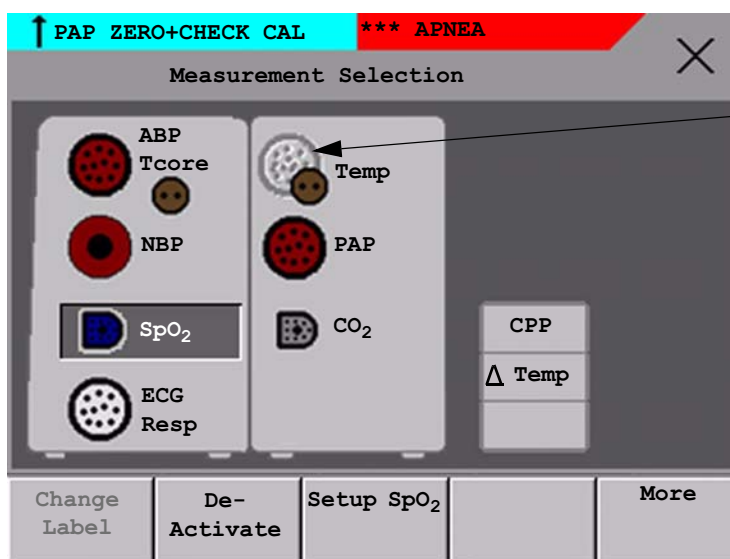 PAP ZERO+CHECK CAL *** APNEA
Measurement Selection
ABP
Tcore
NBP
SpO₂
ECG
Resp
Temp
PAP
CO₂
CPP
Δ Temp
Change
Label
De-
Activate
Setup SpO₂
More